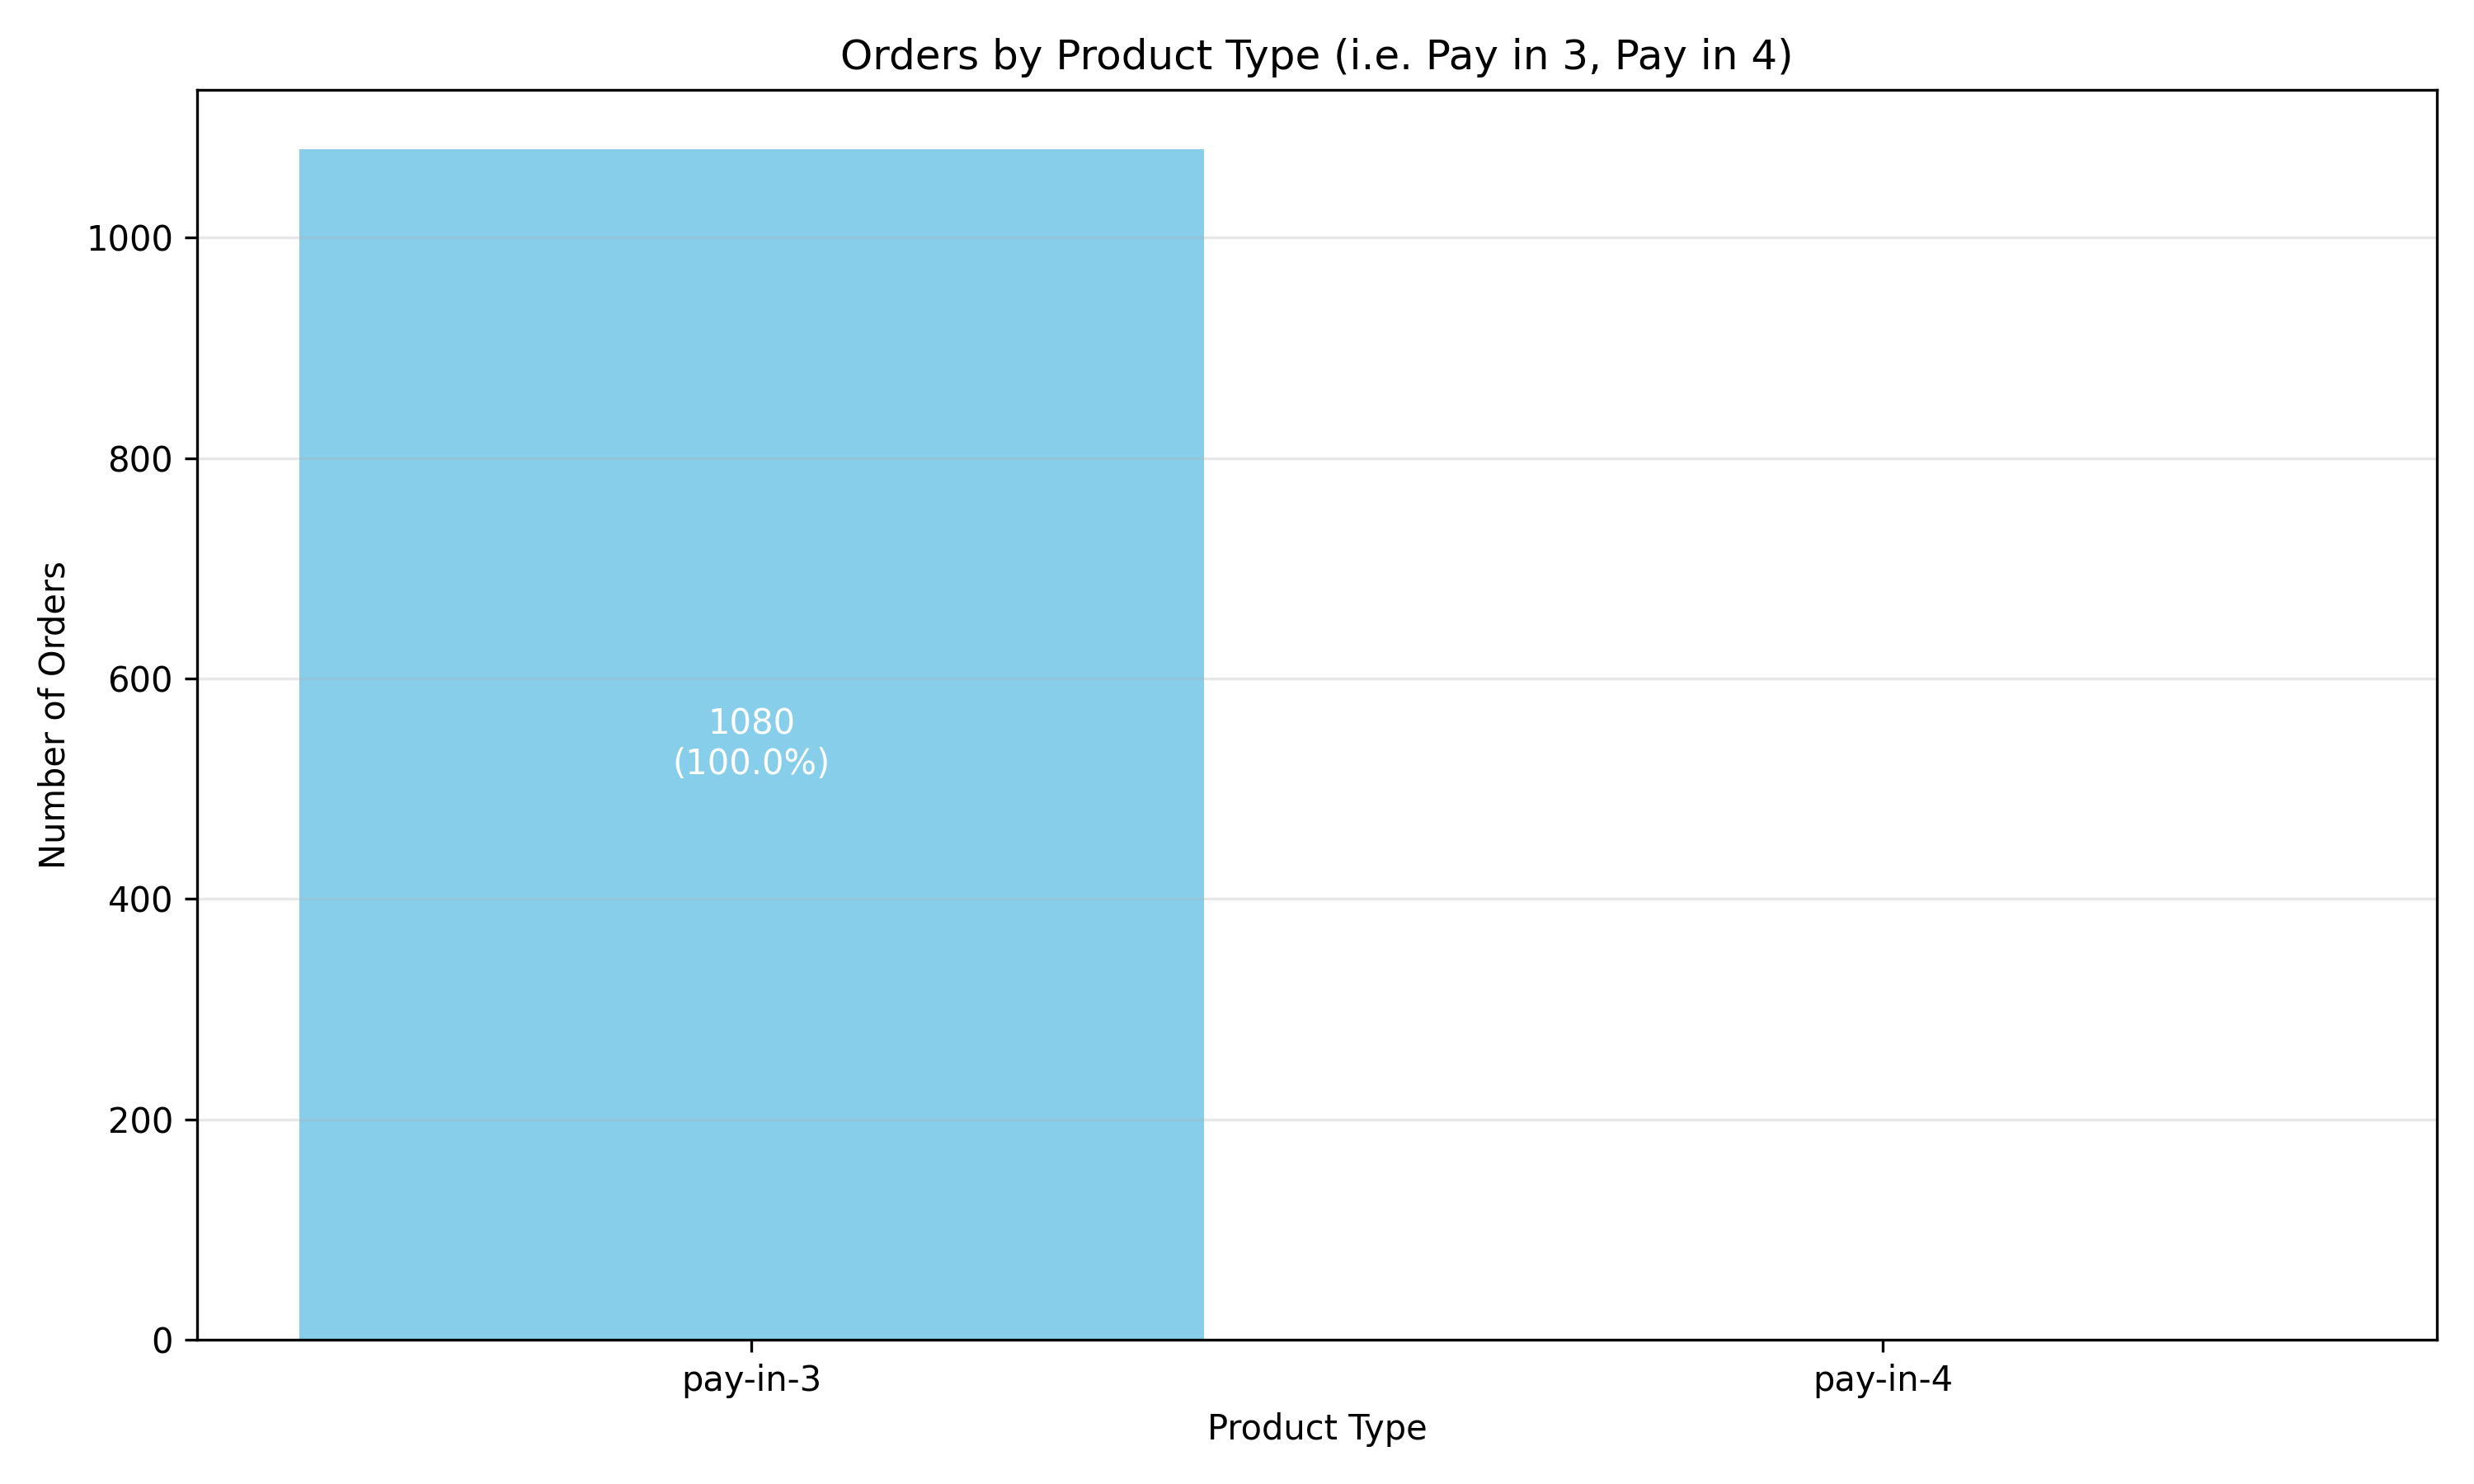 Orders by Product Type (i.e. Pay in 3, Pay in 4)
Number of Orders
1000
800
600
400
200
0
1080
(100.0%)
pay-in-3
pay-in-4
Product Type